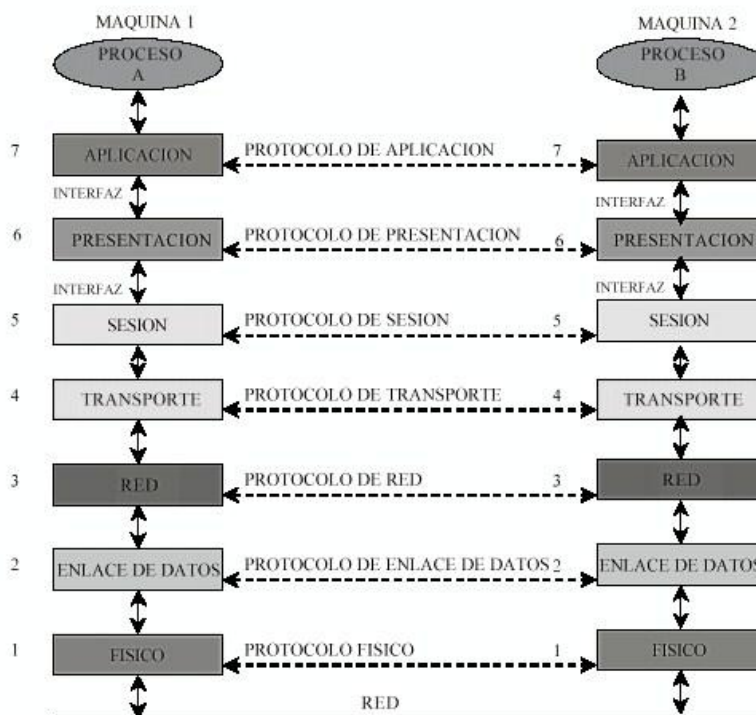 MAQUINA 1 MAQUINA 2
PROCESO A PROCESO B
7 APLICACION PROTOCOLO DE APLICACION 7 APLICACION
INTERFAZ INTERFAZ
6 PRESENTACION PROTOCOLO DE PRESENTACION 6 PRESENTACION
INTERFAZ INTERFAZ
5 SESION PROTOCOLO DE SESION 5 SESION
4 TRANSPORTE PROTOCOLO DE TRANSPORTE 4 TRANSPORTE
3 RED PROTOCOLO DE RED 3 RED
2 ENLACE DE DATOS PROTOCOLO DE ENLACE DE DATOS 2 ENLACE DE DATOS
1 FISICO PROTOCOLO FISICO 1 FISICO
RED